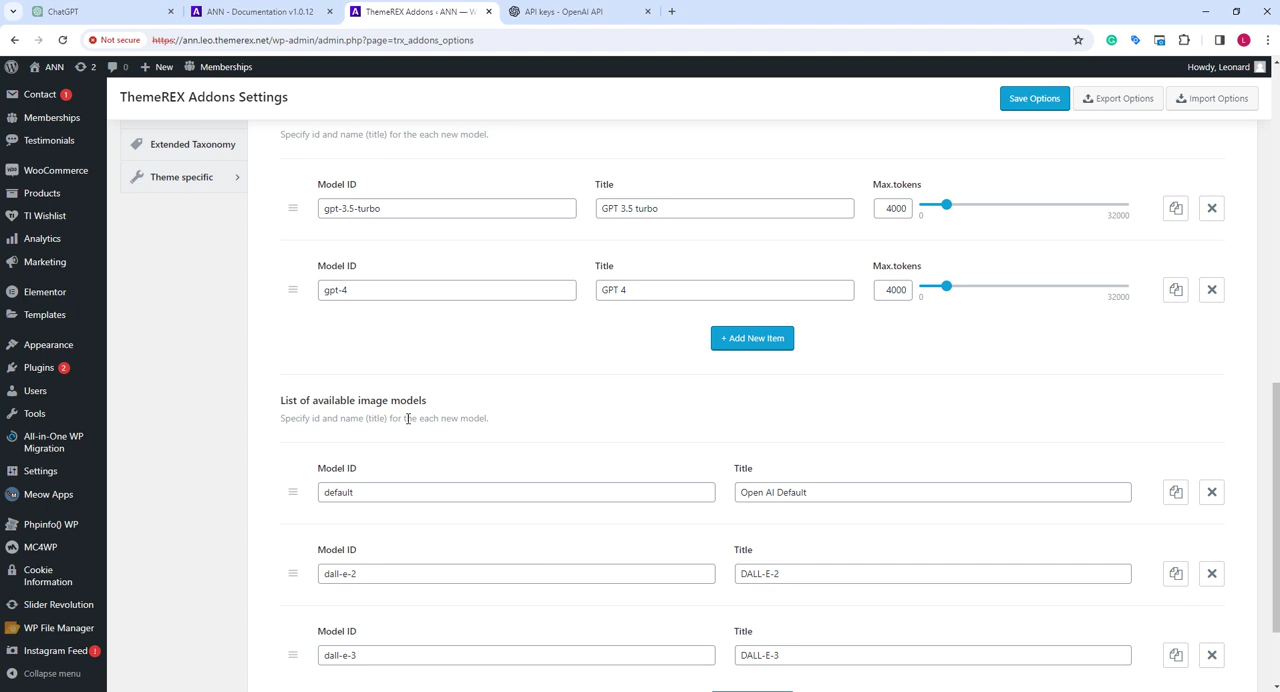 ChatGPT
ANN - Documentation v1.0.12
ThemeREX Addons ‹ ANN — W
API keys - OpenAI API
Not secure
https://ann.leo.themerex.net/wp-admin/admin.php?page=trx_addons_options
L
ANN
2
0
New
Memberships
Howdy, Leonard
Contact 1
Memberships
Testimonials
WooCommerce
Products
TI Wishlist
Analytics
Marketing
Elementor
Templates
Appearance
Plugins 2
Users
Tools
All-in-One WP
Migration
Settings
Meow Apps
Phpinfo() WP
MC4WP
Cookie
Information
Slider Revolution
WP File Manager
Instagram Feed !
Collapse menu
ThemeREX Addons Settings
Save Options
Export Options
Import Options
Extended Taxonomy
Theme specific
Specify id and name (title) for the each new model.
Model ID
Title
Max.tokens
gpt-3.5-turbo
GPT 3.5 turbo
4000
0
32000
Model ID
Title
Max.tokens
gpt-4
GPT 4
4000
0
32000
+ Add New Item
List of available image models
Specify id and name (title) for the each new model.
Model ID
Title
default
Open AI Default
Model ID
Title
dall-e-2
DALL-E-2
Model ID
Title
dall-e-3
DALL-E-3